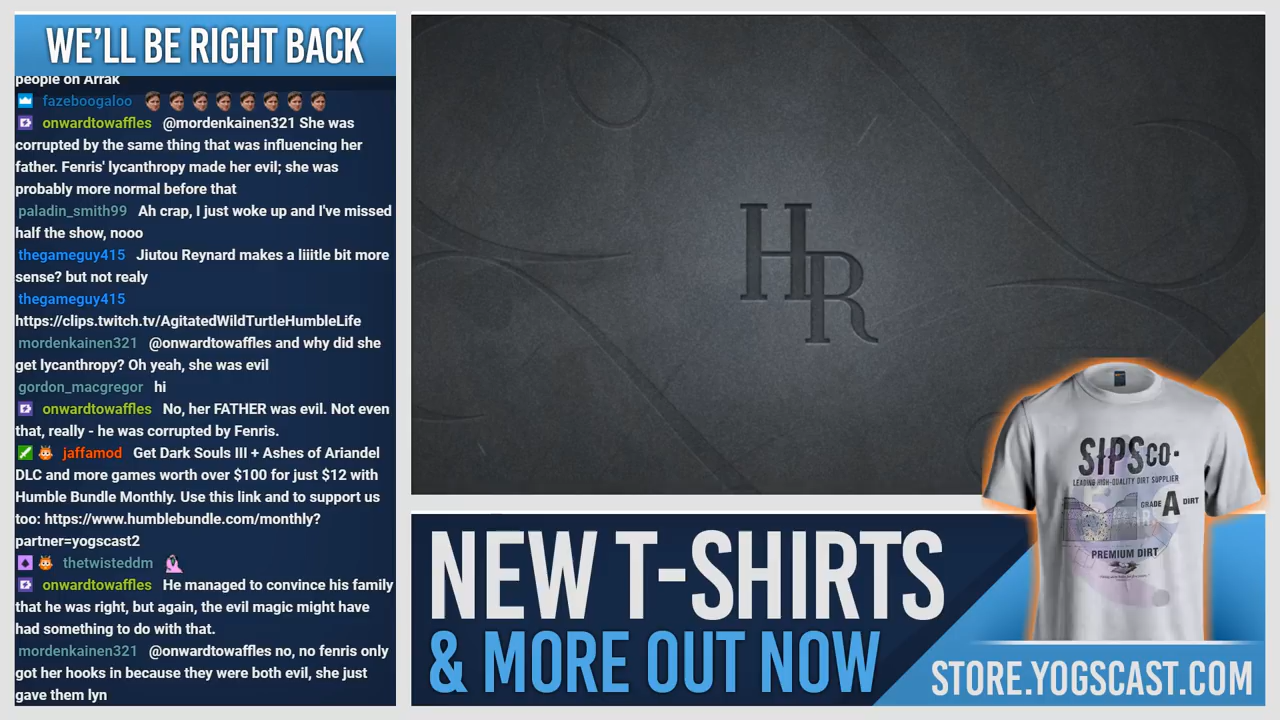 WE'LL BE RIGHT BACK
people on Arrak
fazeboogaloo
onwardtowaffles @mordenkainen321 She was
corrupted by the same thing that was influencing her
father. Fenris' lycanthropy made her evil; she was
probably more normal before that
paladin_smith99 Ah crap, I just woke up and I've missed
half the show, nooo
thegameguy415 Jiutou Reynard makes a liiitle bit more
sense? but not realy
thegameguy415
https://clips.twitch.tv/AgitatedWildTurtleHumbleLife
mordenkainen321 @onwardtowaffles and why did she
get lycanthropy? Oh yeah, she was evil
gordon_macgregor hi
onwardtowaffles No, her FATHER was evil. Not even
that, really - he was corrupted by Fenris.
jaffamod Get Dark Souls III + Ashes of Ariandel
DLC and more games worth over $100 for just $12 with
Humble Bundle Monthly. Use this link and to support us
too: https://www.humblebundle.com/monthly?
partner=yogscast2
thetwisteddm
onwardtowaffles He managed to convince his family
that he was right, but again, the evil magic might have
had something to do with that.
mordenkainen321 @onwardtowaffles no, no fenris only
got her hooks in because they were both evil, she just
gave them lyn
HR
SIPSCO.
LEADING HIGH-QUALITY DIRT SUPPLIER
GRADE A DIRT
PREMIUM DIRT
NEW T-SHIRTS
& MORE OUT NOW
STORE.YOGSCAST.COM